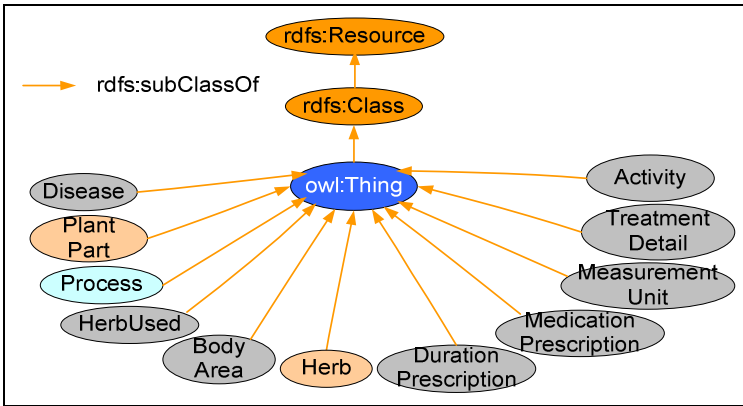 rdfs:Resource
rdfs:subClassOf
rdfs:Class
owl:Thing
Disease
Activity
Plant
Part
Treatment
Detail
Process
Measurement
Unit
HerbUsed
Medication
Prescription
Body
Area
Herb
Duration
Prescription